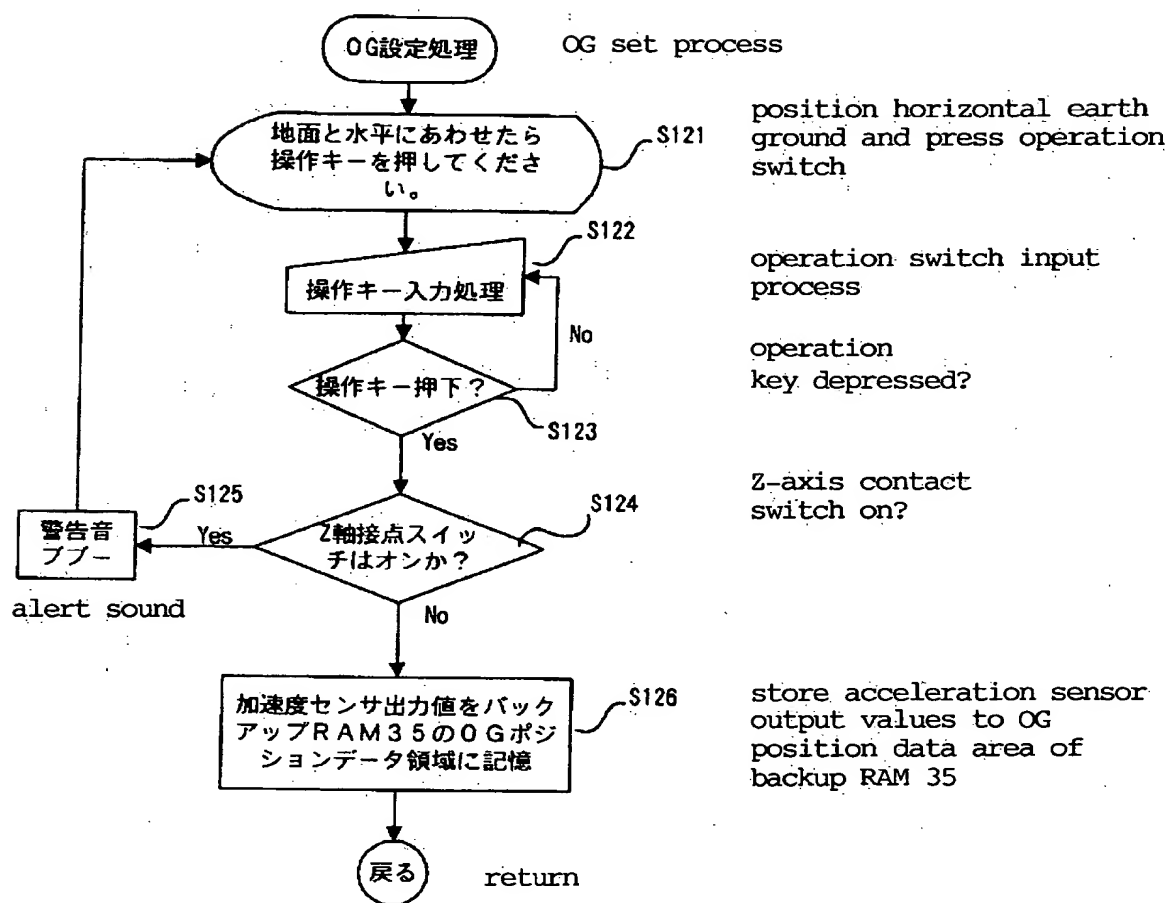 OG設定処理
OG set process
地面と水平にあわせたら
操作キーを押してくださ
い。
S121
position horizontal earth
ground and press operation
switch
S122
操作キー入力処理
operation switch input
process
No
操作キー押下？
S123
operation
key depressed?
Yes
S125
警告音
ブブー
alert sound
Yes
Z軸接点スイッ
チはオンか？
S124
Z-axis contact
switch on?
No
加速度センサ出力値をバック
アップRAM35のOGポジ
ションデータ領域に記憶
S126
store acceleration sensor
output values to OG
position data area of
backup RAM 35
戻る
return